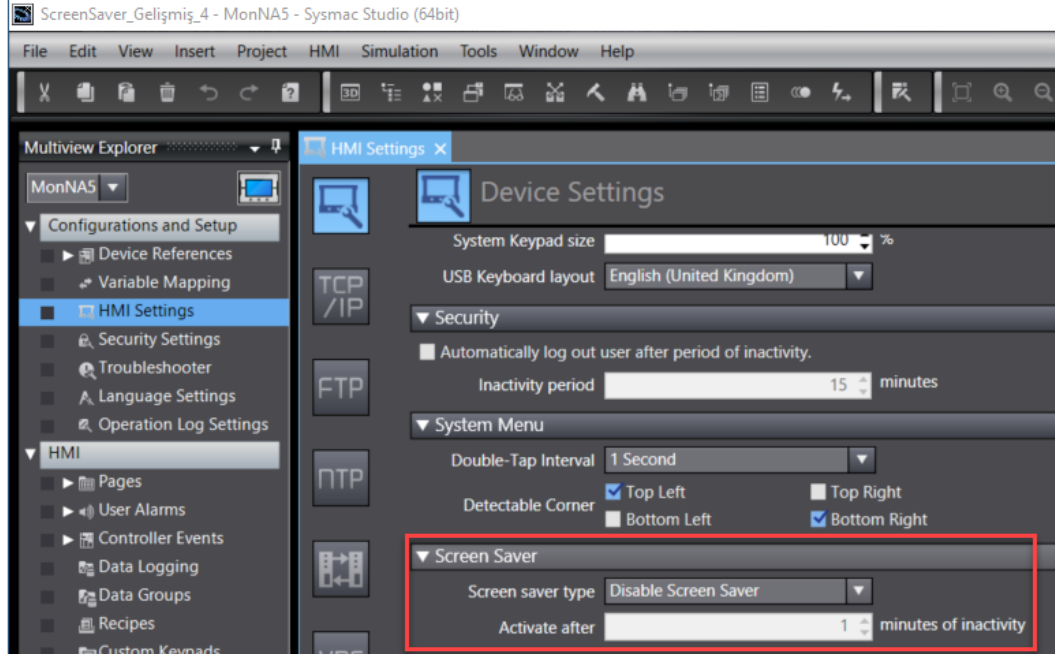 ScreenSaver_Gelişmiş_4 - MonNA5 - Sysmac Studio (64bit)
File Edit View Insert Project HMI Simulation Tools Window Help
3D
Multiview Explorer
MonNA5
Configurations and Setup
Device References
Variable Mapping
HMI Settings
Security Settings
Troubleshooter
Language Settings
Operation Log Settings
HMI
Pages
User Alarms
Controller Events
Data Logging
Data Groups
Recipes
Custom Keypads
HMI Settings
TCP
/IP
FTP
NTP
Device Settings
System Keypad size 100 %
USB Keyboard layout English (United Kingdom)
Security
Automatically log out user after period of inactivity.
Inactivity period 15 minutes
System Menu
Double-Tap Interval 1 Second
Detectable Corner Top Left Top Right
Bottom Left Bottom Right
Screen Saver
Screen saver type Disable Screen Saver
Activate after 1 minutes of inactivity